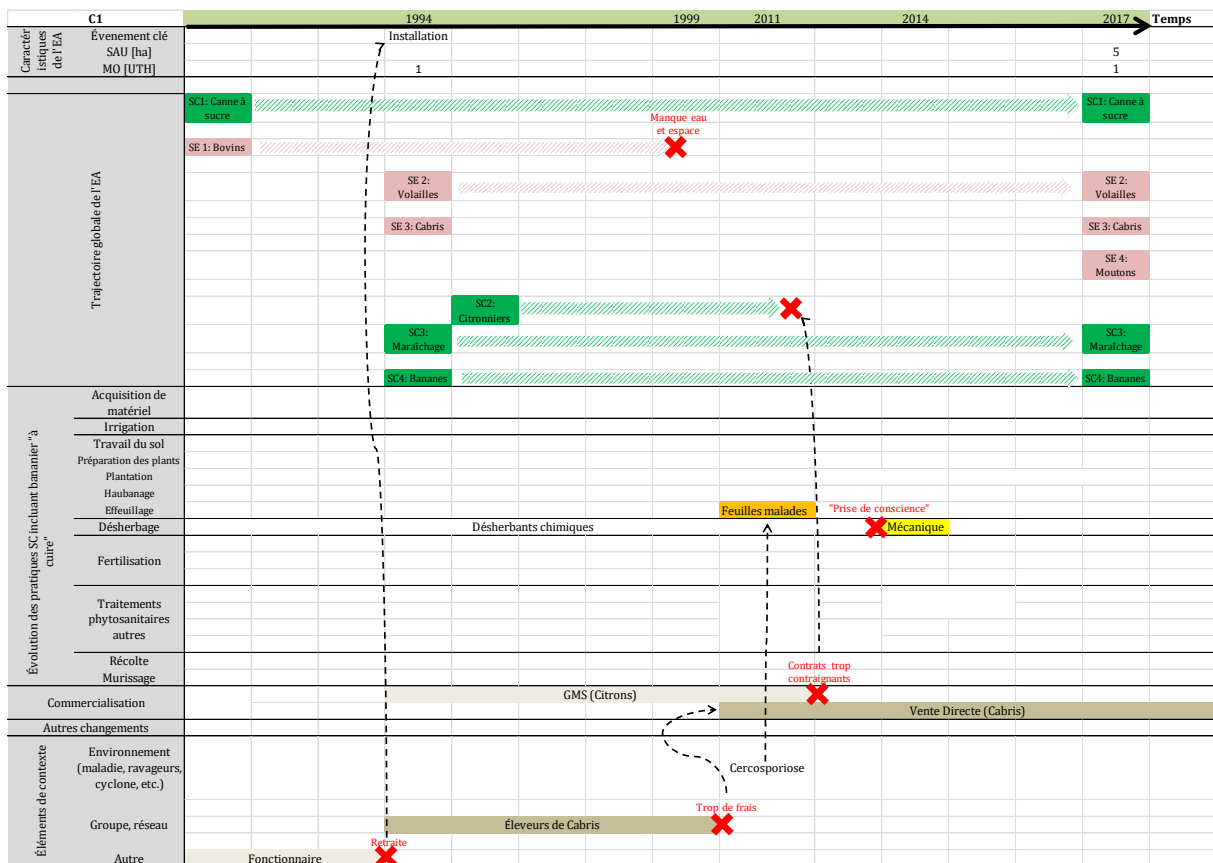 C1 1994 1999 2011 2014 2017 Temps
Caractér
istiques
de l'EA
Évenement clé Installation
SAU [ha] 5
MO [UTH] 1 1
Trajectoire globale de l'EA
SC1: Canne à
sucre
SC1: Canne à
sucre
Manque eau
et espace
SE 1: Bovins
SE 2:
Volailles
SE 2:
Volailles
SE 3: Cabris SE 3: Cabris
SE 4:
Moutons
SC2:
Citronniers
SC3:
Maraîchage
SC3:
Maraîchage
SC4: Bananes SC4: Bananes
Évolution des pratiques SC incluant bananier "à
cuire"
Acquisition de
matériel
Irrigation
Travail du sol
Préparation des plants
Plantation
Haubanage
Effeuillage Feuilles malades "Prise de conscience"
Désherbage Désherbants chimiques Mécanique
Fertilisation
Traitements
phytosanitaires
autres
Récolte
Murissage
Contrats trop
contraignants
Commercialisation
GMS (Citrons)
Vente Directe (Cabris)
Autres changements
Éléments de contexte
Environnement
(maladie, ravageurs,
cyclone, etc.)
Cercosporiose
Trop de frais
Groupe, réseau Éleveurs de Cabris
Retraite
Autre Fonctionnaire